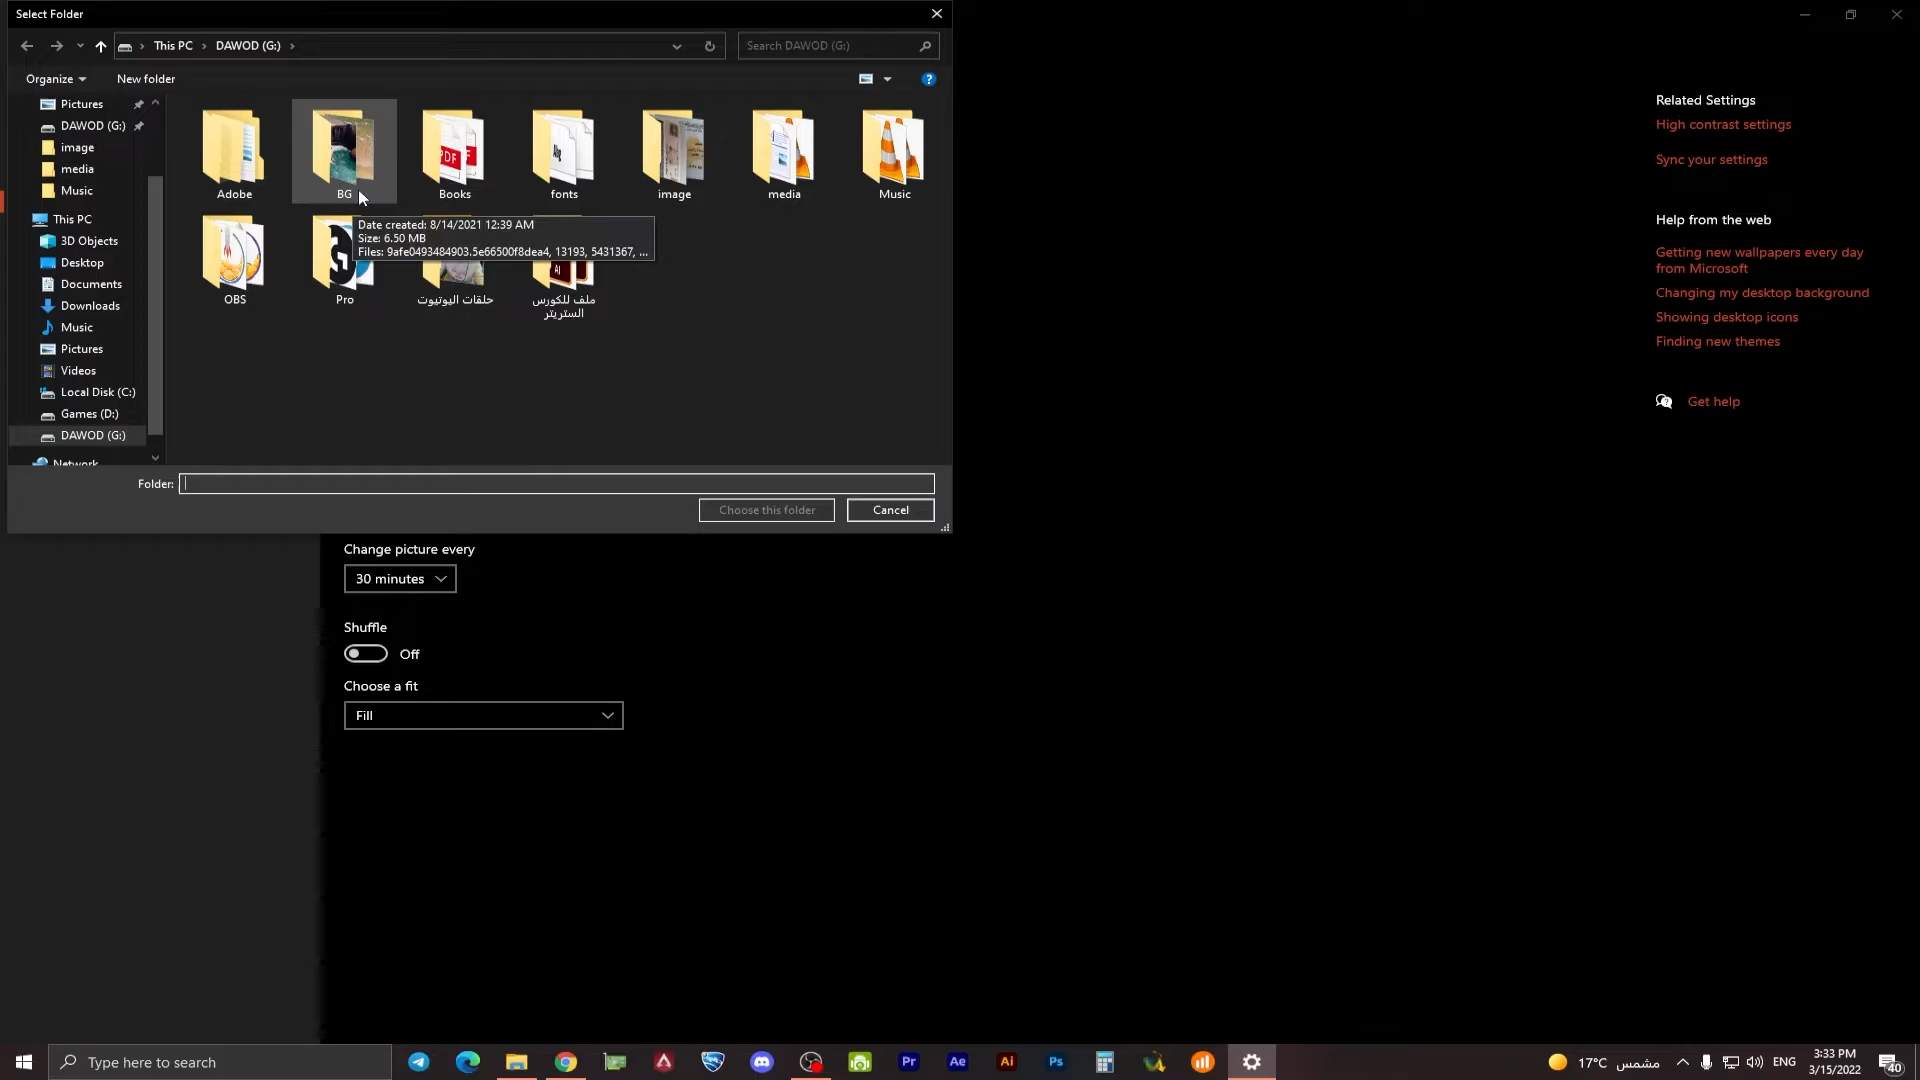 Select Folder
This PC
DAWOD (G:)
Search DAWOD (G:)
Organize
New folder
Pictures
DAWOD (G:)
image
media
Music
This PC
3D Objects
Desktop
Documents
Downloads
Music
Pictures
Videos
Local Disk (C:)
Games (D:)
DAWOD (G:)
Network
Adobe
BG
Books
fonts
image
media
Music
PDF
Date created: 8/14/2021 12:39 AM
Size: 6.50 MB
Files: 9afe0493484903.5e66500f8dea4, 13193, 5431367, ...
OBS
Pro
حلقات اليوتيوت
ملف للكورس
الستريتر
Ai
Folder:
Choose this folder
Cancel
Change picture every
30 minutes
Shuffle
Off
Choose a fit
Fill
Related Settings
High contrast settings
Sync your settings
Help from the web
Getting new wallpapers every day
from Microsoft
Changing my desktop background
Showing desktop icons
Finding new themes
Get help
Type here to search
Pr
Ae
Ai
Ps
17°C
مشمس
ENG
3:33 PM
3/15/2022
40